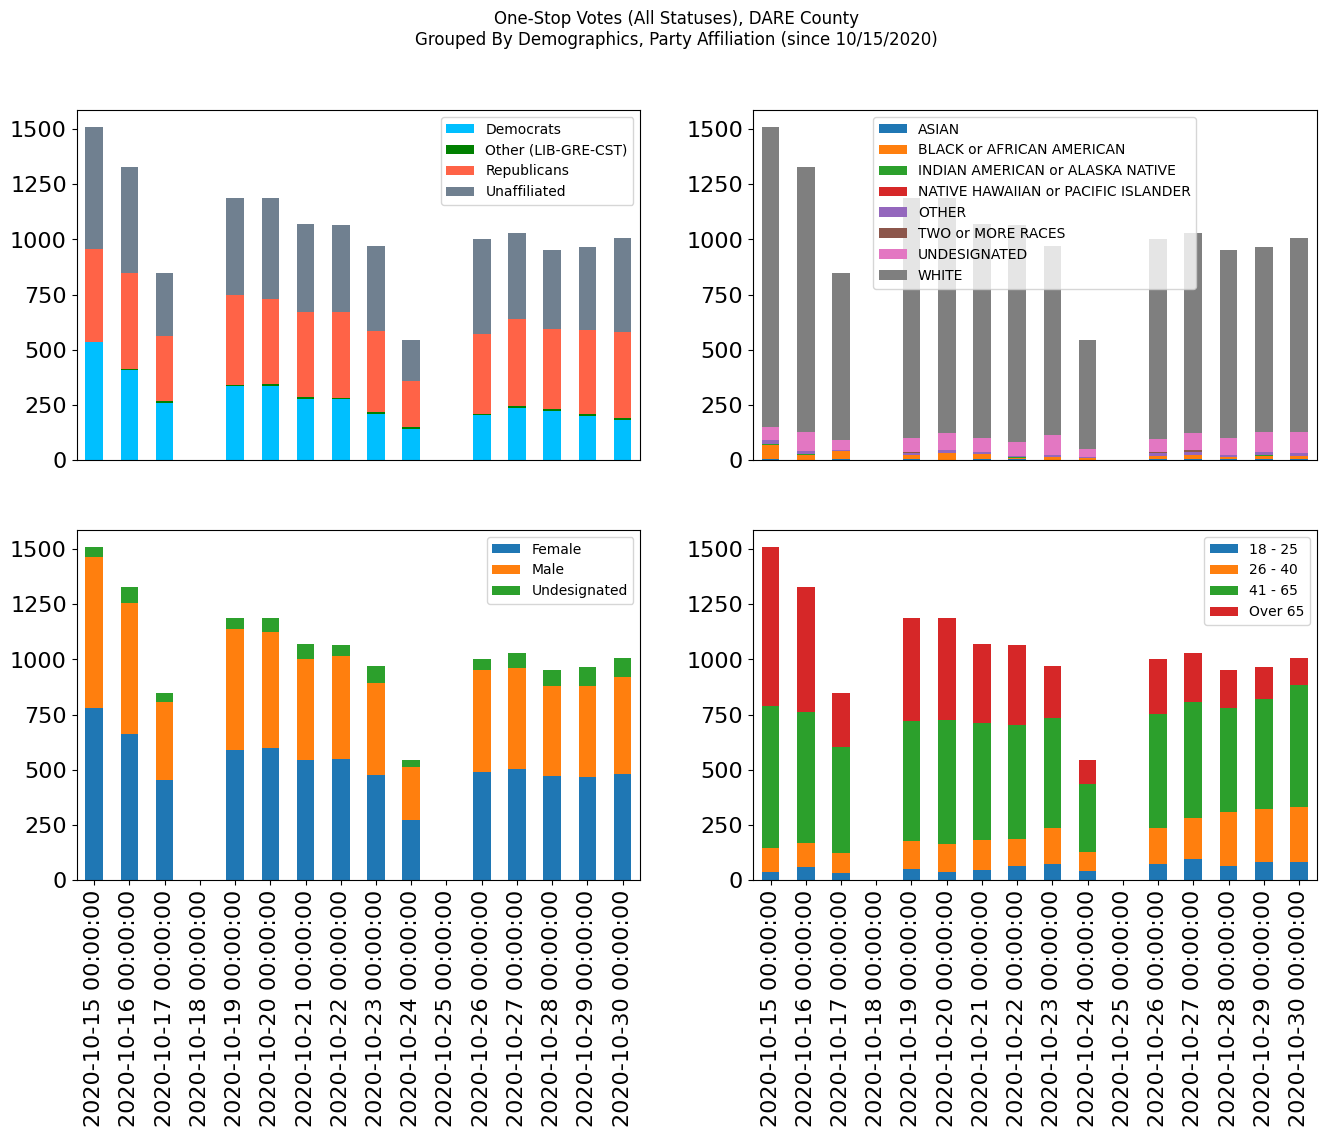 One-Stop Votes (All Statuses), DARE County
Grouped By Demographics, Party Affiliation (since 10/15/2020)
1500
1250
1000
750
500
250
0
Democrats
Other (LIB-GRE-CST)
Republicans
Unaffiliated
1500
1250
1000
750
500
250
0
ASIAN
BLACK or AFRICAN AMERICAN
INDIAN AMERICAN or ALASKA NATIVE
NATIVE HAWAIIAN or PACIFIC ISLANDER
OTHER
TWO or MORE RACES
UNDESIGNATED
WHITE
1500
1250
1000
750
500
250
0
Female
Male
Undesignated
2020-10-15 00:00:00
2020-10-16 00:00:00
2020-10-17 00:00:00
2020-10-18 00:00:00
2020-10-19 00:00:00
2020-10-20 00:00:00
2020-10-21 00:00:00
2020-10-22 00:00:00
2020-10-23 00:00:00
2020-10-24 00:00:00
2020-10-25 00:00:00
2020-10-26 00:00:00
2020-10-27 00:00:00
2020-10-28 00:00:00
2020-10-29 00:00:00
2020-10-30 00:00:00
1500
1250
1000
750
500
250
0
18 - 25
26 - 40
41 - 65
Over 65
2020-10-15 00:00:00
2020-10-16 00:00:00
2020-10-17 00:00:00
2020-10-18 00:00:00
2020-10-19 00:00:00
2020-10-20 00:00:00
2020-10-21 00:00:00
2020-10-22 00:00:00
2020-10-23 00:00:00
2020-10-24 00:00:00
2020-10-25 00:00:00
2020-10-26 00:00:00
2020-10-27 00:00:00
2020-10-28 00:00:00
2020-10-29 00:00:00
2020-10-30 00:00:00